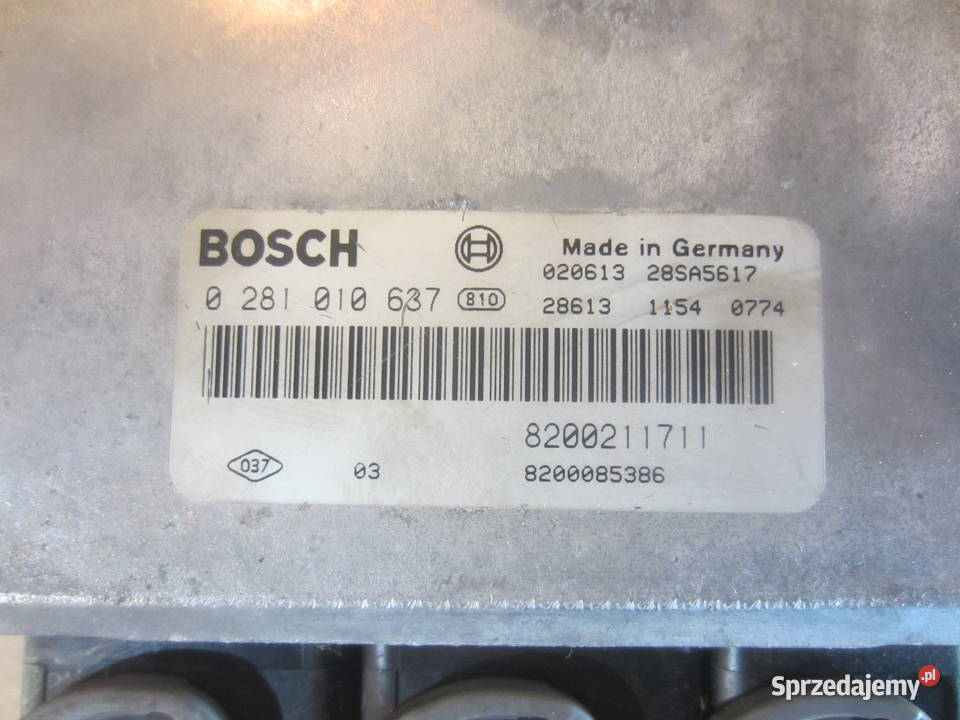 BOSCH
Made in Germany
020613 28SA5617
0 281 010 637 810
28613 1154 0774
8200211711
037 03
8200085386
Sprzedajemy.pl